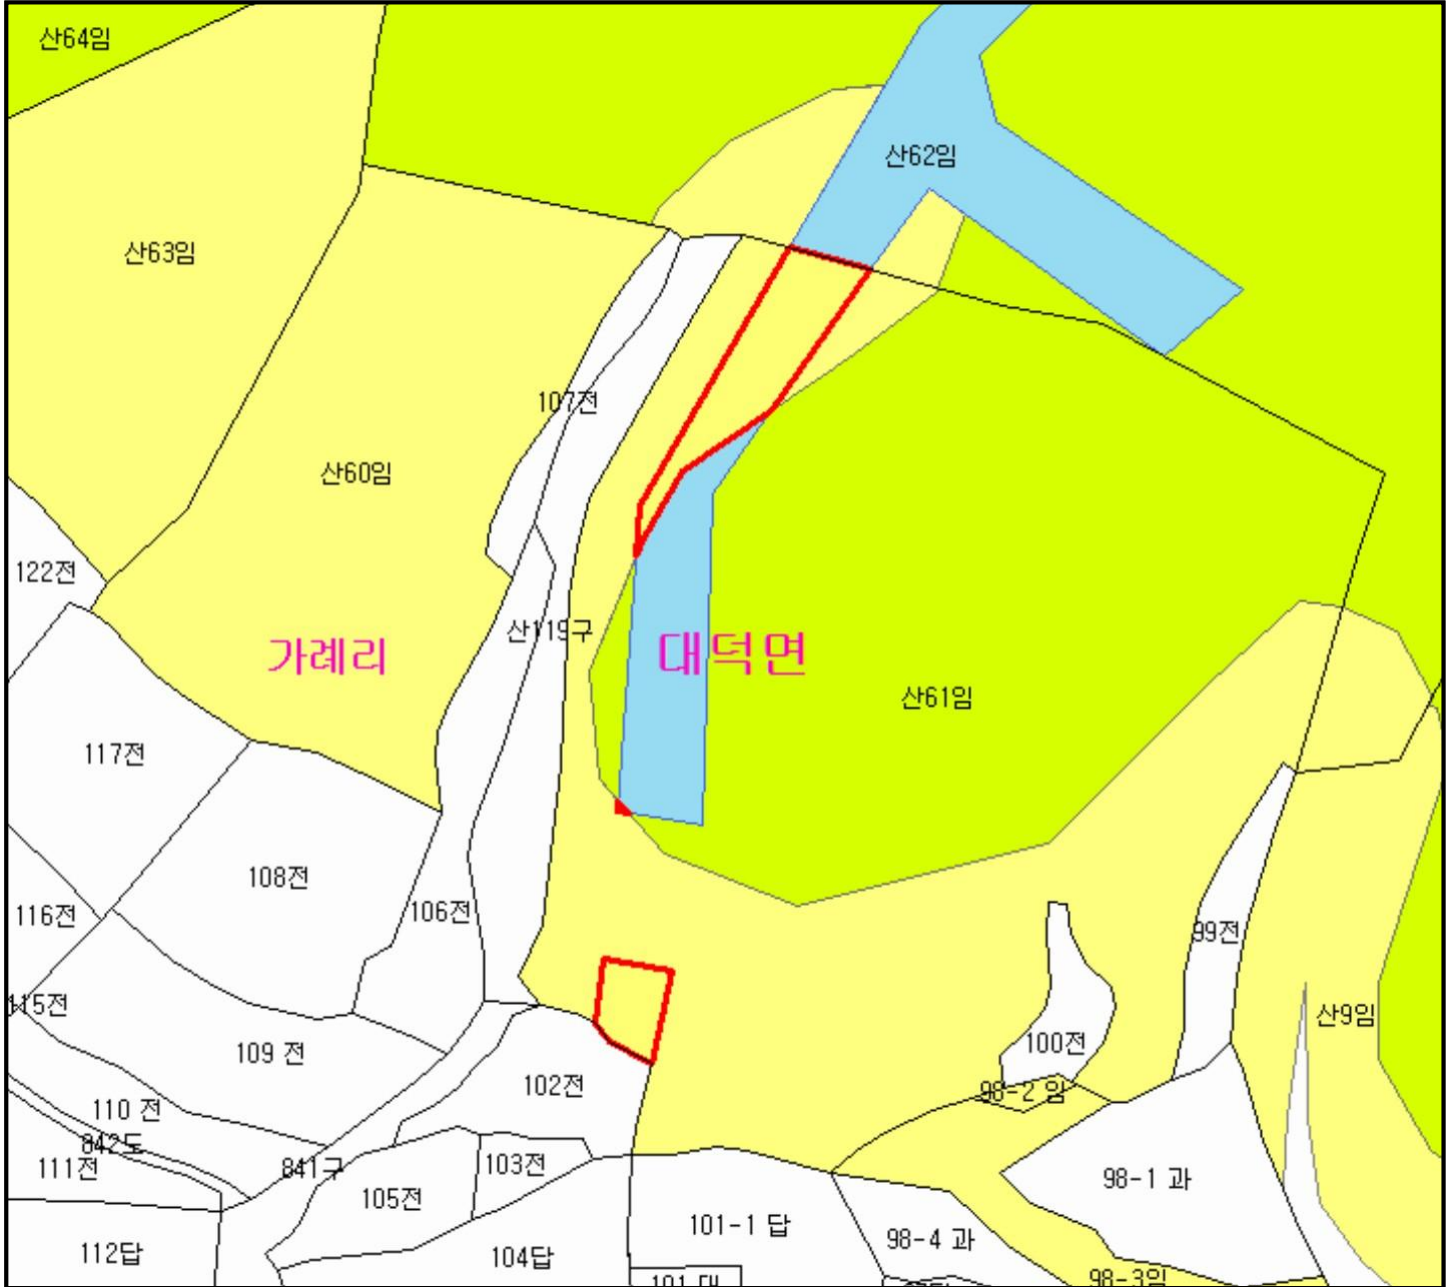 산64임
산62임
산63임
107전
산60임
122전
산119구
가례리
대덕면
산61임
117전
108전
106전
116전
99전
115전
산9임
100전
109 전
102전
98-2 임
110 전
842도
111전
841구
103전
105전
98-1 과
101-1 답
98-4 과
112답
104답
98-3임
101 대